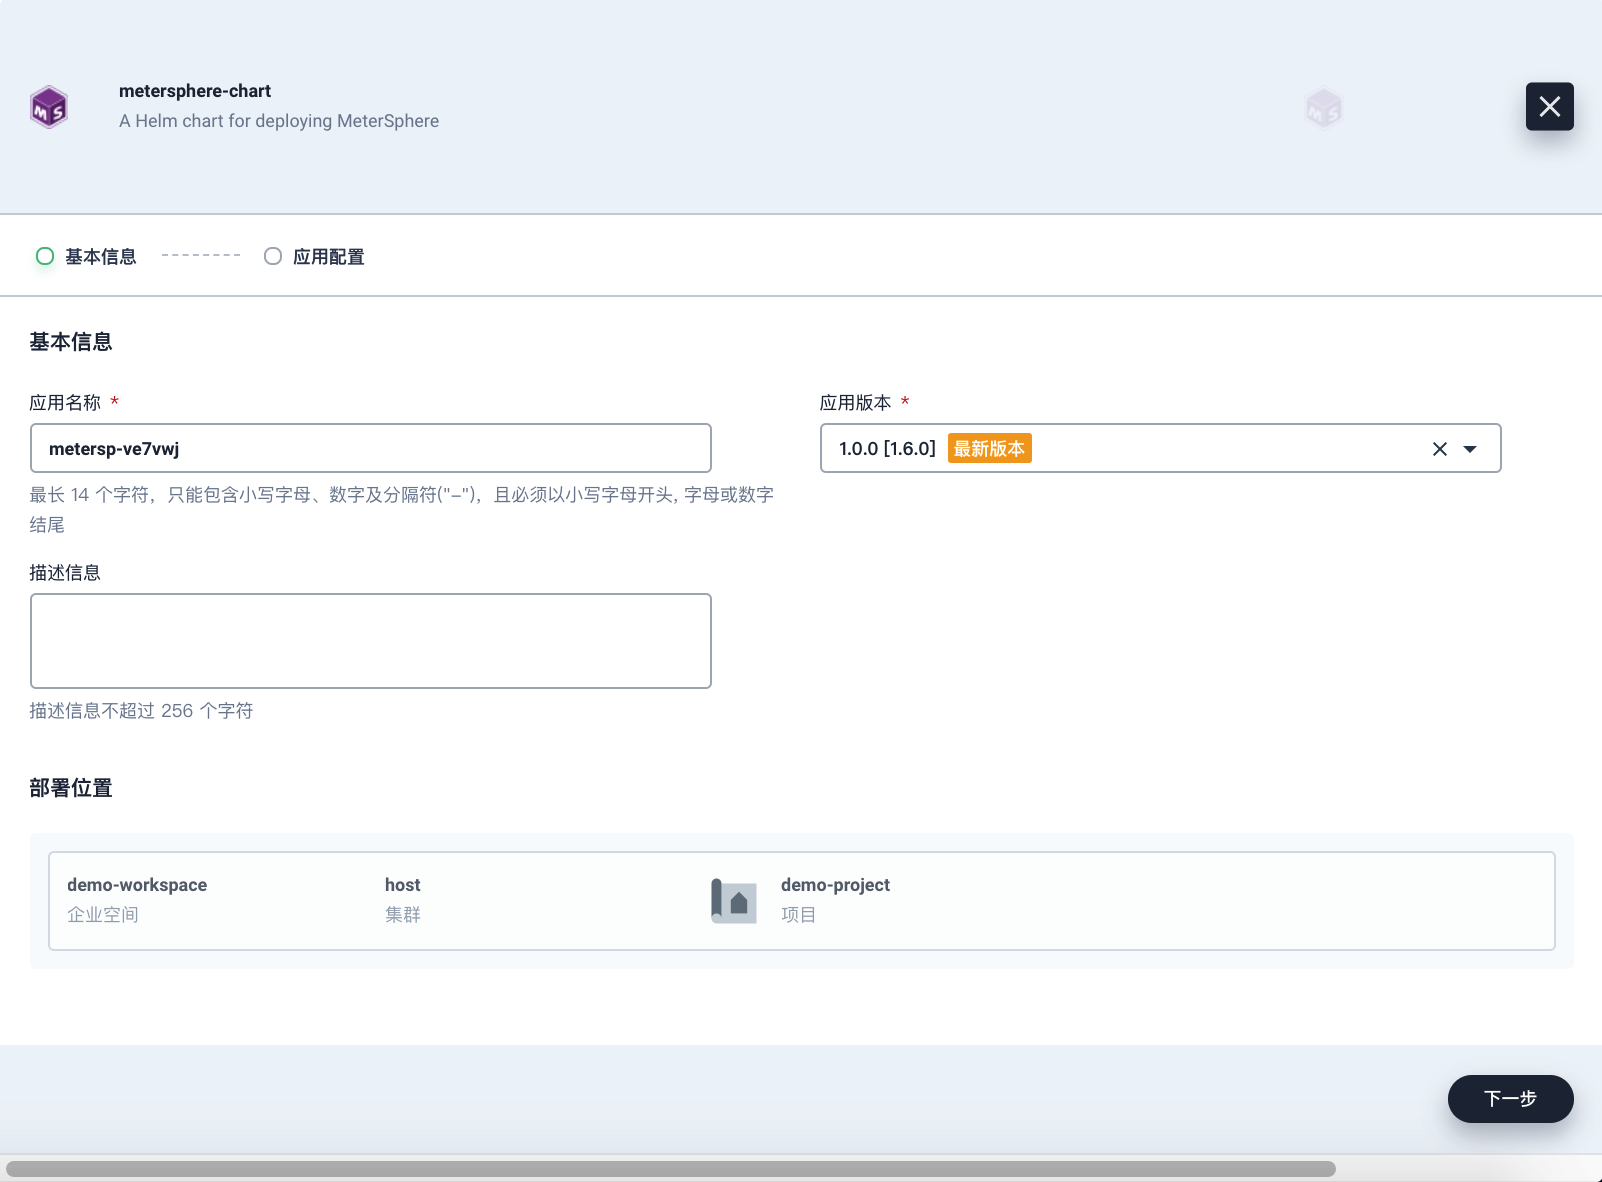 metersphere-chart
A Helm chart for deploying MeterSphere
基本信息
应用配置
基本信息
应用名称 *
metersp-ve7vwj
最长 14 个字符，只能包含小写字母、数字及分隔符("-")，且必须以小写字母开头, 字母或数字
结尾
应用版本 *
1.0.0 [1.6.0] 最新版本
描述信息
描述信息不超过 256 个字符
部署位置
demo-workspace
企业空间
host
集群
demo-project
项目
下一步
MS
MS